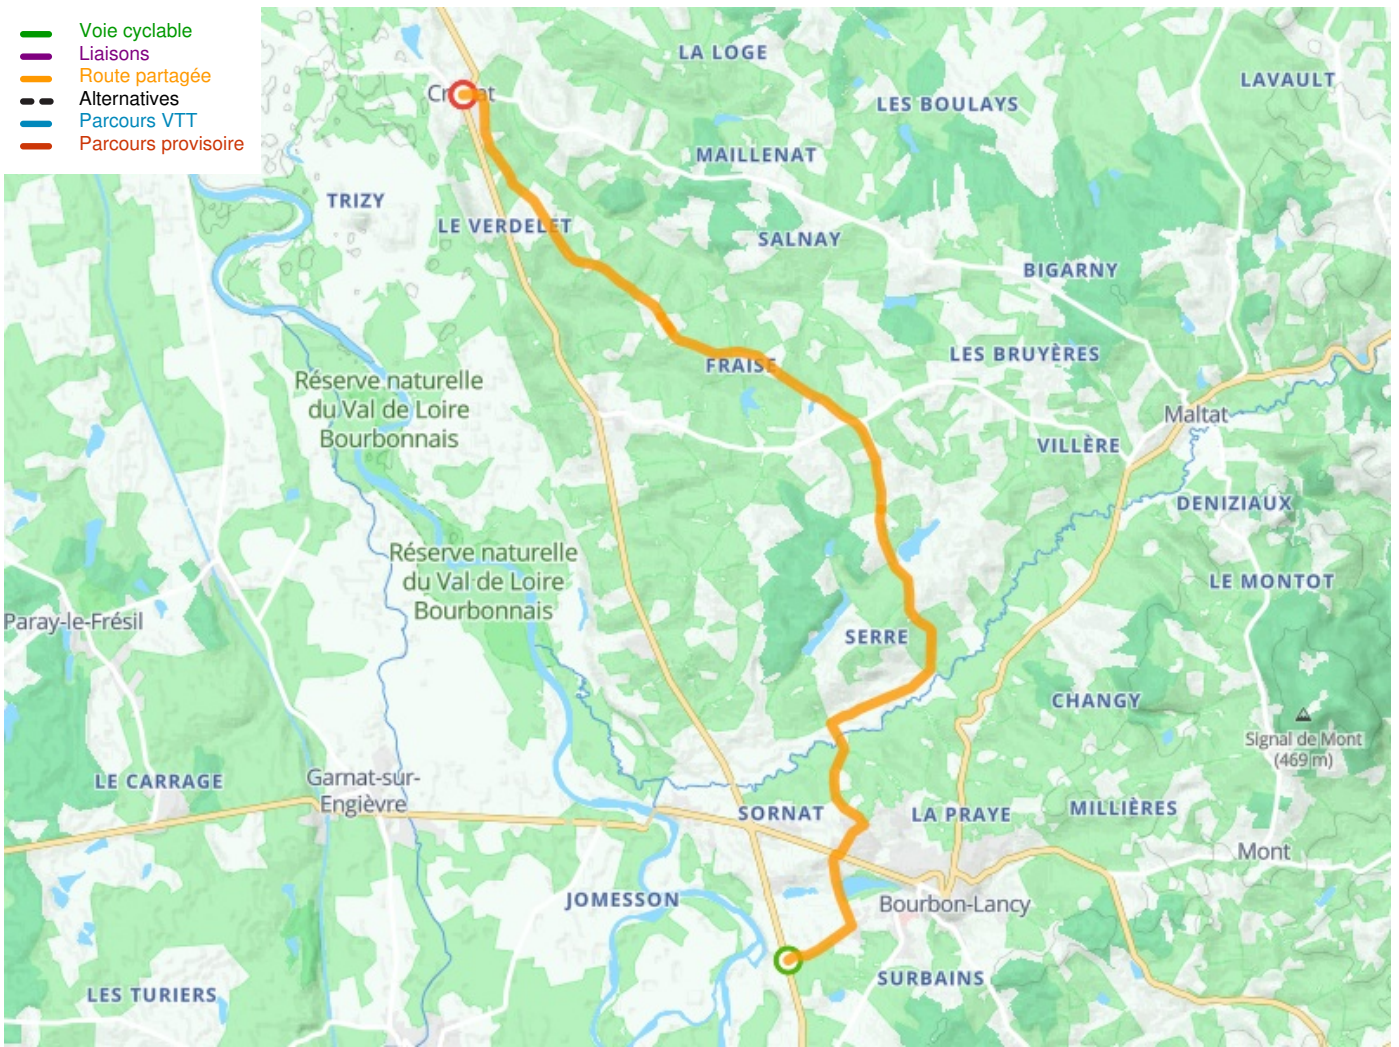 Voie cyclable
Liaisons
Route partagée
Alternatives
Parcours VTT
Parcours provisoire
LA LOGE
LAVAULT
LES BOULAYS
MAILLENAT
TRIZY
LE VERDELET
SALNAY
BIGARNY
LES BRUYÈRES
FRAISE
Réserve naturelle
du Val de Loire
Bourbonnais
Maltat
VILLÈRE
DENIZIAUX
Réserve naturelle
du Val de Loire
Bourbonnais
LE MONTOT
Paray-le-Frésil
SERRE
CHANGY
Signal de Mont
(469 m)
LE CARRAGE
Garnat-sur-
Engièvre
SORNAT
LA PRAYE
MILLIÈRES
Mont
JOMESSON
Bourbon-Lancy
SURBAINS
LES TURIERS